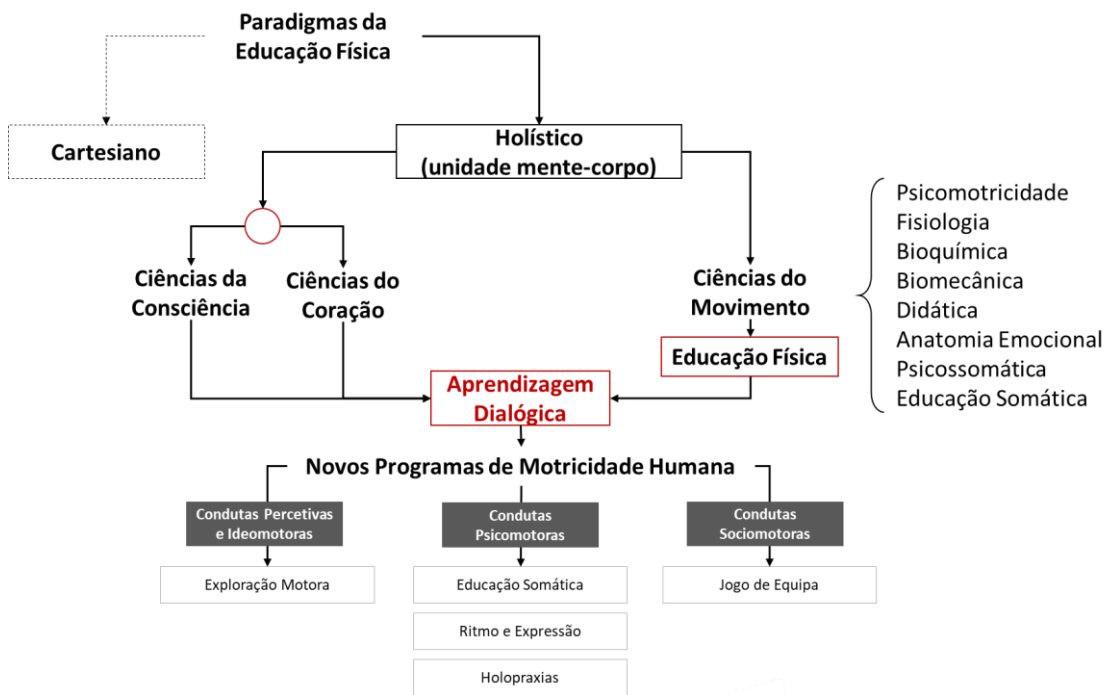 Paradigmas da
Educação Física
Cartesiano
Holístico
(unidade mente-corpo)
Ciências da
Consciência
Ciências do
Coração
Ciências do
Movimento
Educação Física
Psicomotricidade
Fisiologia
Bioquímica
Biomecânica
Didática
Anatomia Emocional
Psicossomática
Educação Somática
Aprendizagem
Dialógica
Novos Programas de Motricidade Humana
Condutas Percetivas
e Ideomotoras
Condutas
Psicomotoras
Condutas
Sociomotoras
Exploração Motora
Educação Somática
Jogo de Equipa
Ritmo e Expressão
Holopraxias